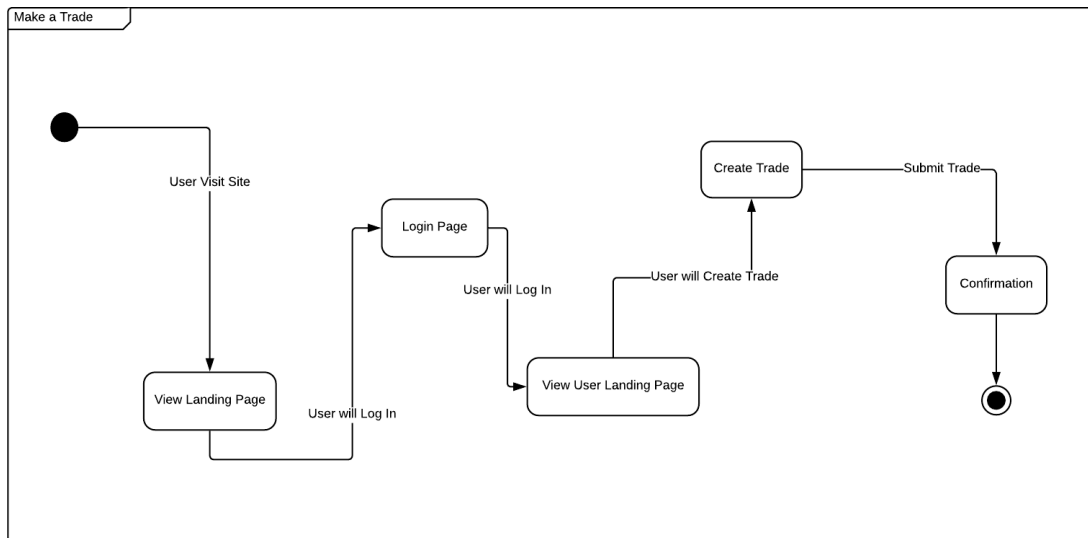 Make a Trade
User Visit Site
View Landing Page
User will Log In
Login Page
User will Log In
View User Landing Page
User will Create Trade
Create Trade
Submit Trade
Confirmation